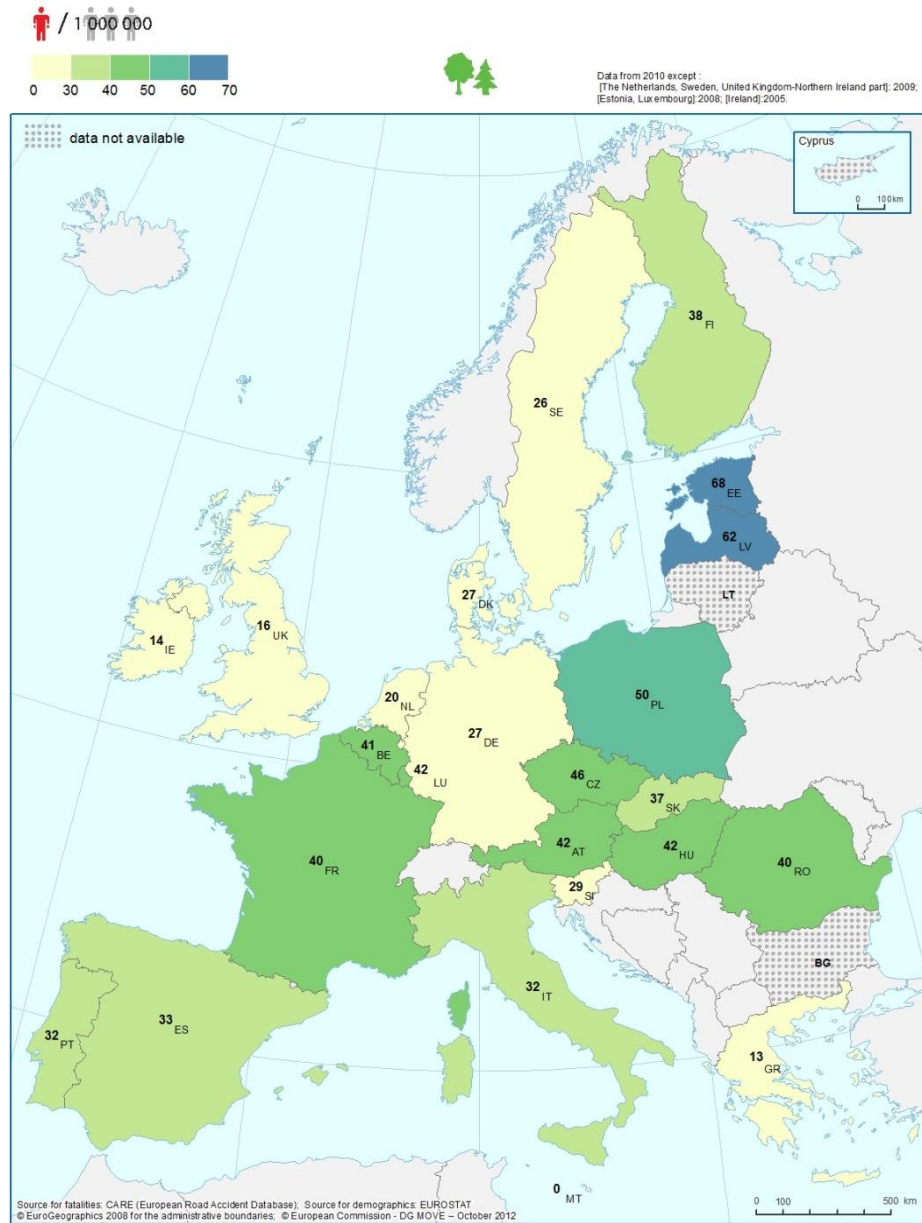 / 1 000 000
0 30 40 50 60 70
Data from 2010 except :
[The Netherlands, Sweden, United Kingdom-Northern Ireland part]: 2009;
[Estonia, Luxembourg]:2008; [Ireland]:2005.
data not available
Cyprus
0 100km
38 FI
26 SE
68 EE
62 LV
LT
27 DK
14 IE
16 UK
20 NL
50 PL
27 DE
41 BE
42 LU
46 CZ
37 SK
42 AT
42 HU
40 RO
40 FR
29 SI
BG
32 IT
33 ES
32 PT
13 GR
0 MT
Source for fatalities: CARE (European Road Accident Database); Source for demographics: EUROSTAT
© EuroGeographics 2008 for the administrative boundaries; © European Commission - DG MOVE – October 2012
0 100 500 km